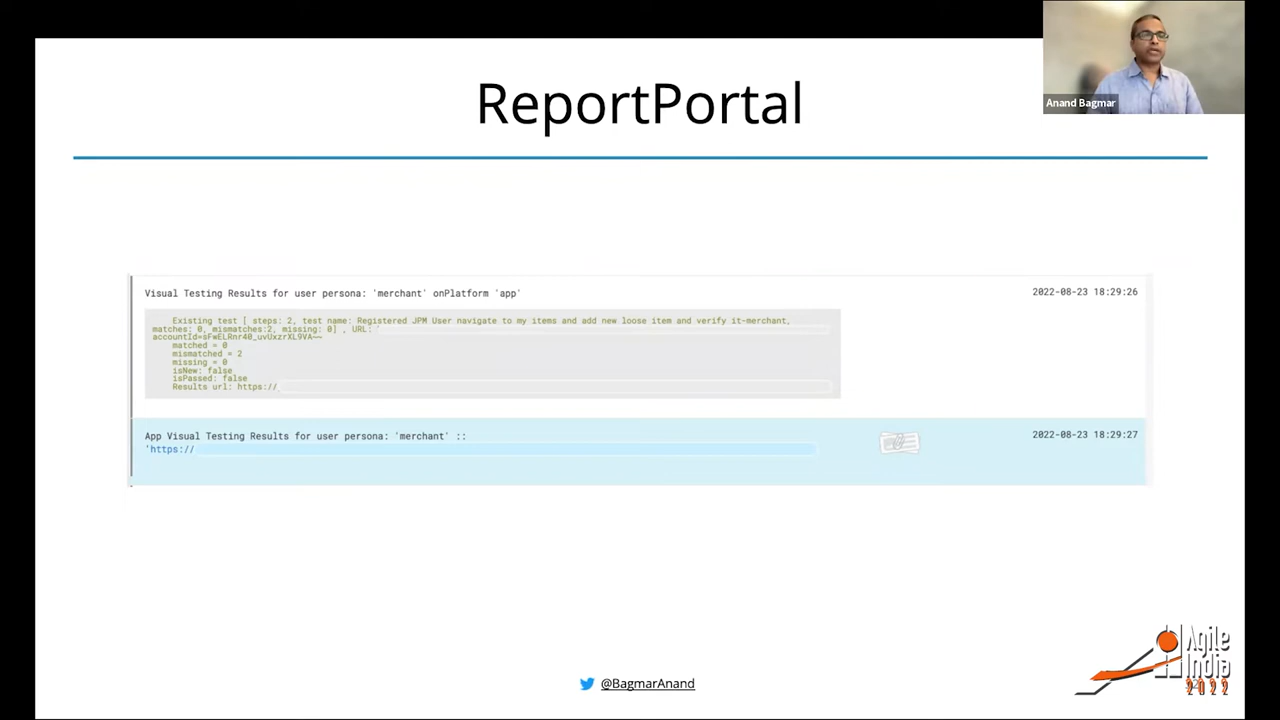 ReportPortal
Anand Bagmar
Visual Testing Results for user persona: 'merchant' onPlatform 'app'
2022-08-23 18:29:26
Existing test [ steps: 2, test name: Registered JPM User navigate to my items and add new loose item and verify it-merchant,
matches: 0, mismatches:2, missing: 0] , URL: '
accountId=sFwELRnr40_uvUxzrXL9VA~~
matched = 0
mismatched = 2
missing = 0
isNew: false
isPassed: false
Results url: https://
App Visual Testing Results for user persona: 'merchant' ::
2022-08-23 18:29:27
'https://
@BagmarAnand
Agile
India
2022